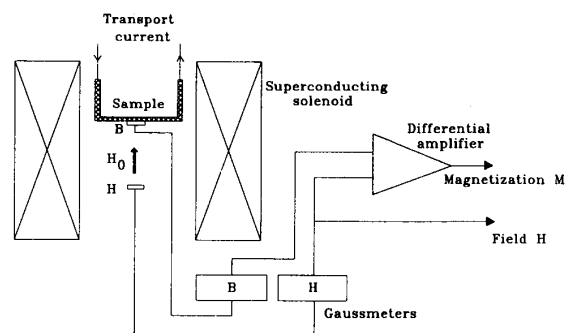 Transport
current
Sample
B
H0
H
Superconducting
solenoid
Differential
amplifier
Magnetization M
Field H
B
H
Gaussmeters